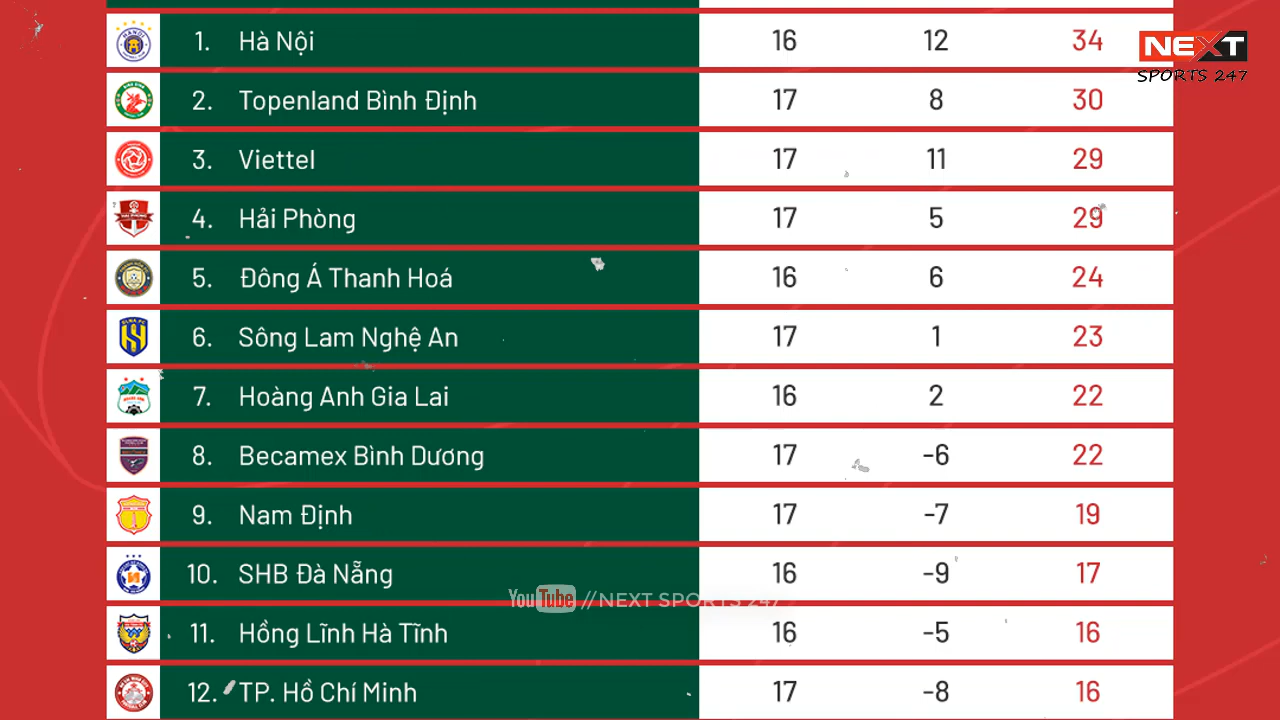 1. Hà Nội 16 12 34
NEXT
SPORTS 247
2. Topenland Bình Định 17 8 30
3. Viettel 17 11 29
4. Hải Phòng 17 5 29
5. Đông Á Thanh Hoá 16 6 24
6. Sông Lam Nghệ An 17 1 23
7. Hoàng Anh Gia Lai 16 2 22
8. Becamex Bình Dương 17 -6 22
9. Nam Định 17 -7 19
10. SHB Đà Nẵng 16 -9 17
YouTube //NEXT SPORTS 247
11. Hồng Lĩnh Hà Tĩnh 16 -5 16
12. TP. Hồ Chí Minh 17 -8 16